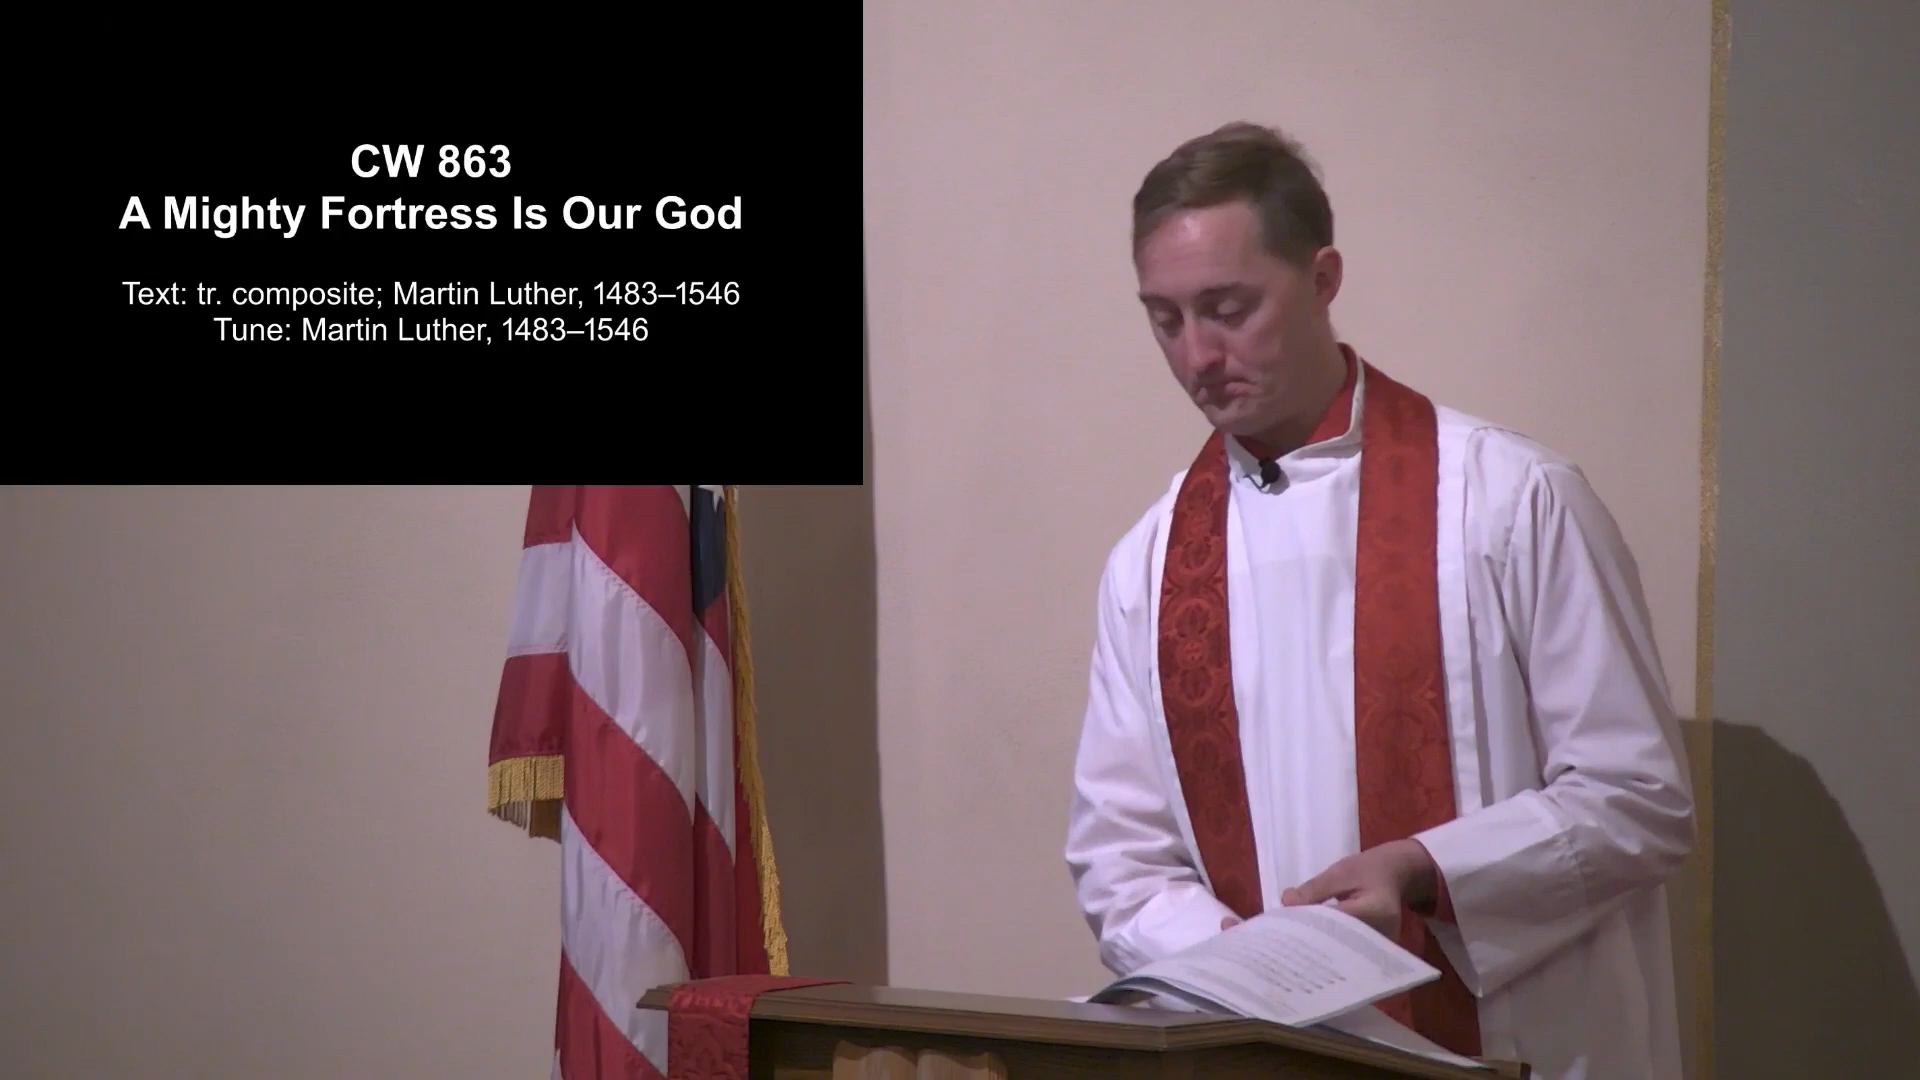 CW 863
A Mighty Fortress Is Our God
Text: tr. composite; Martin Luther, 1483–1546
Tune: Martin Luther, 1483–1546